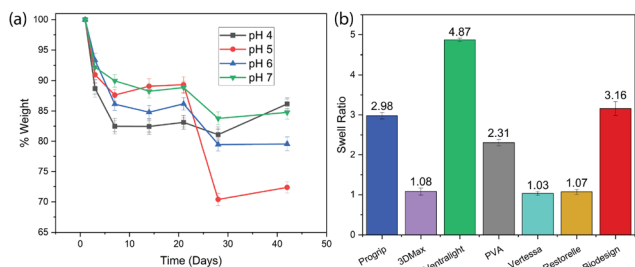 (a)
100
95
90
85
80
75
70
65
% Weight
0
10
20
30
40
50
Time (Days)
pH 4
pH 5
pH 6
pH 7
(b)
5
4
3
2
1
0
Swell Ratio
2.98
1.08
4.87
2.31
1.03
1.07
3.16
Progrip
3DMax
Ventralight
PVA
Vertessa
Restorelle
Biodesign